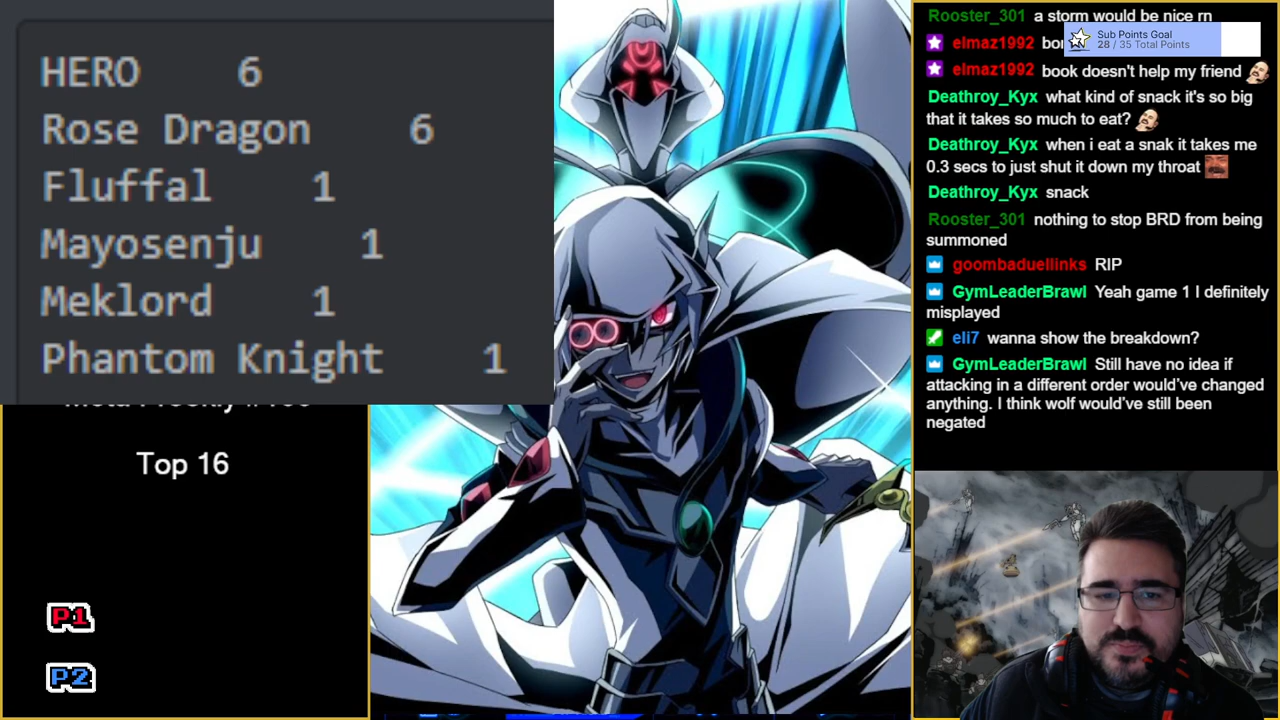 HERO 6
Rose Dragon 6
Fluffal 1
Mayosenju 1
Meklord 1
Phantom Knight 1
Top 16
P1
P2
Rooster_301 a storm would be nice rn
Sub Points Goal
28 / 35 Total Points
elmaz1992
elmaz1992 book doesn't help my friend
Deathroy_Kyx what kind of snack it's so big
that it takes so much to eat?
Deathroy_Kyx when i eat a snak it takes me
0.3 secs to just shut it down my throat
Deathroy_Kyx snack
Rooster_301 nothing to stop BRD from being
summoned
goombaduellinks RIP
GymLeaderBrawl Yeah game 1 I definitely
misplayed
eli7 wanna show the breakdown?
GymLeaderBrawl Still have no idea if
attacking in a different order would've changed
anything. I think wolf would've still been
negated